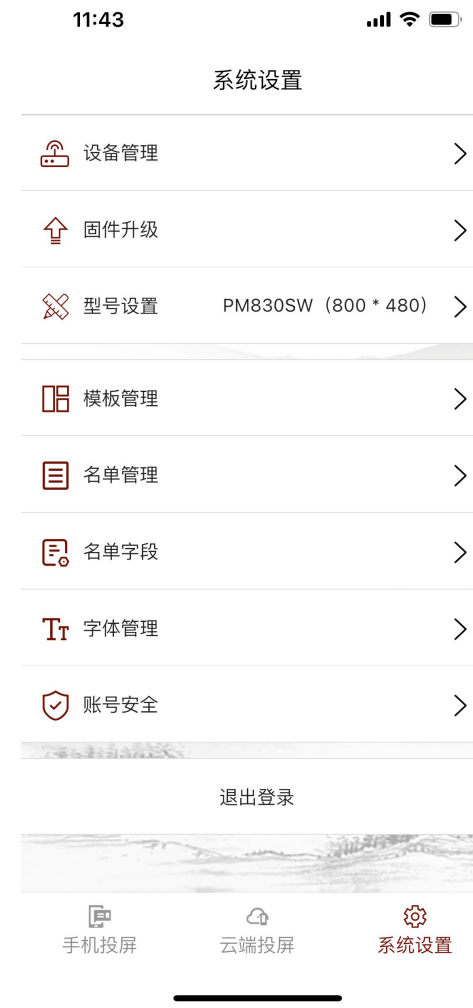 11:43
系统设置
设备管理
固件升级
型号设置 PM830SW（800 * 480）
模板管理
名单管理
名单字段
字体管理
账号安全
退出登录
手机投屏 云端投屏 系统设置